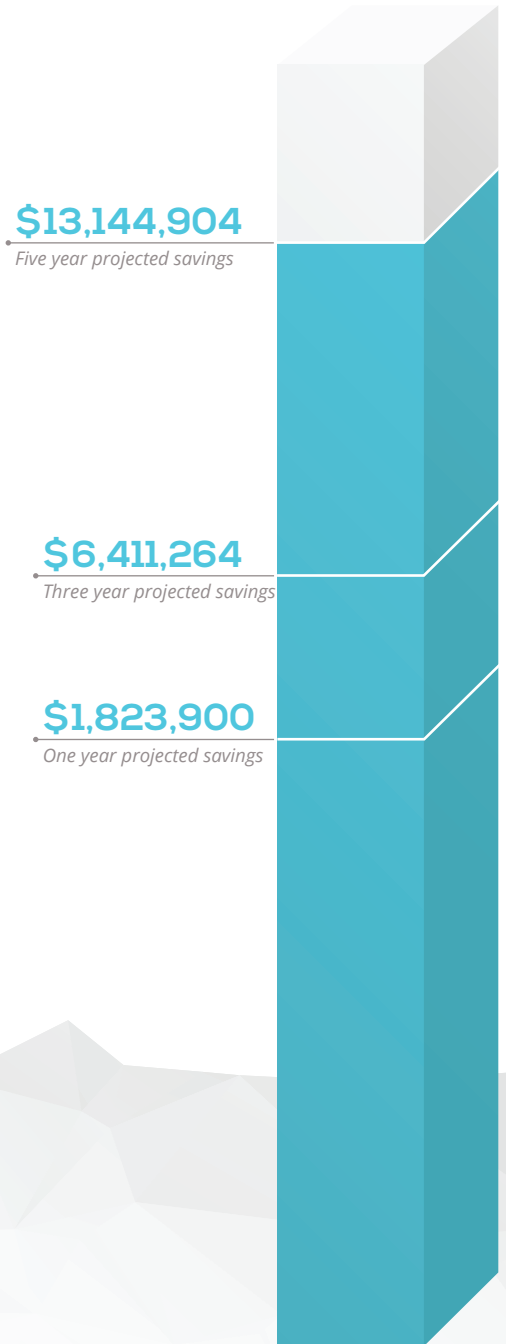 $13,144,904
Five year projected savings
$6,411,264
Three year projected savings
$1,823,900
One year projected savings